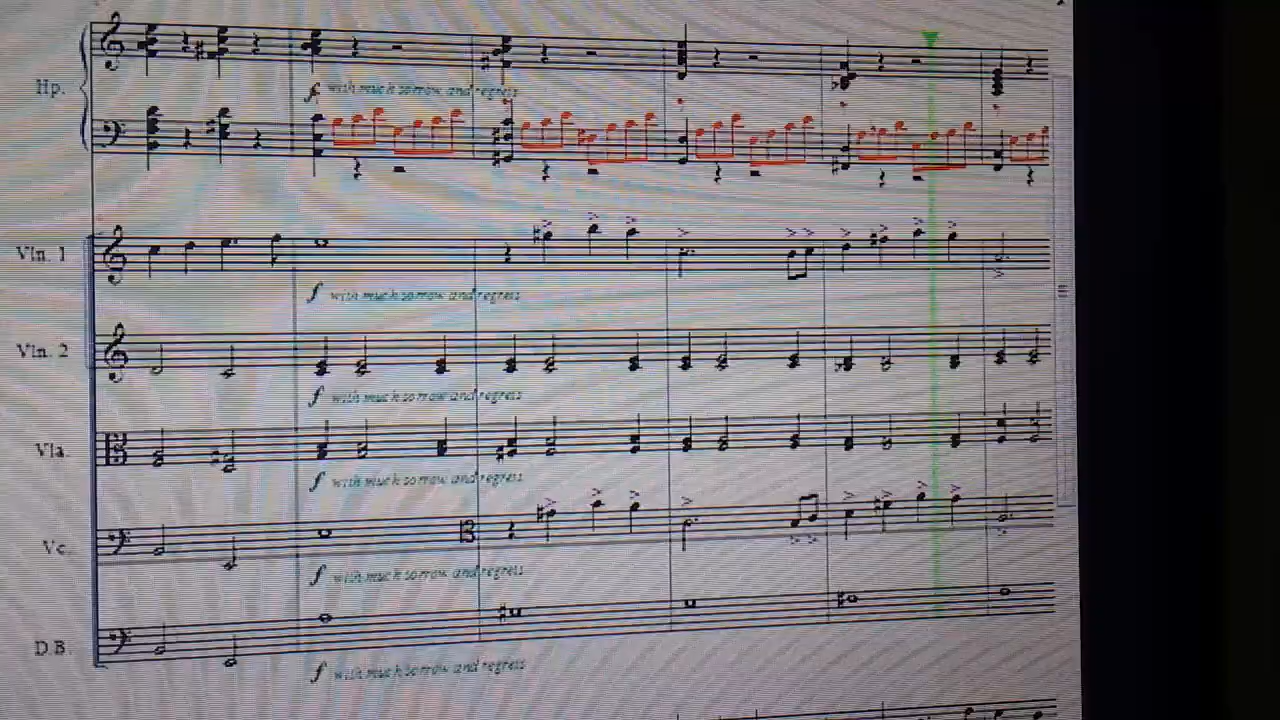 Hp.
f with much sorrow and regret
Vln. 1
f with much sorrow and regret
Vln. 2
f with much sorrow and regret
Vla.
f with much sorrow and regret
Vc.
f with much sorrow and regret
D.B.
f with much sorrow and regret